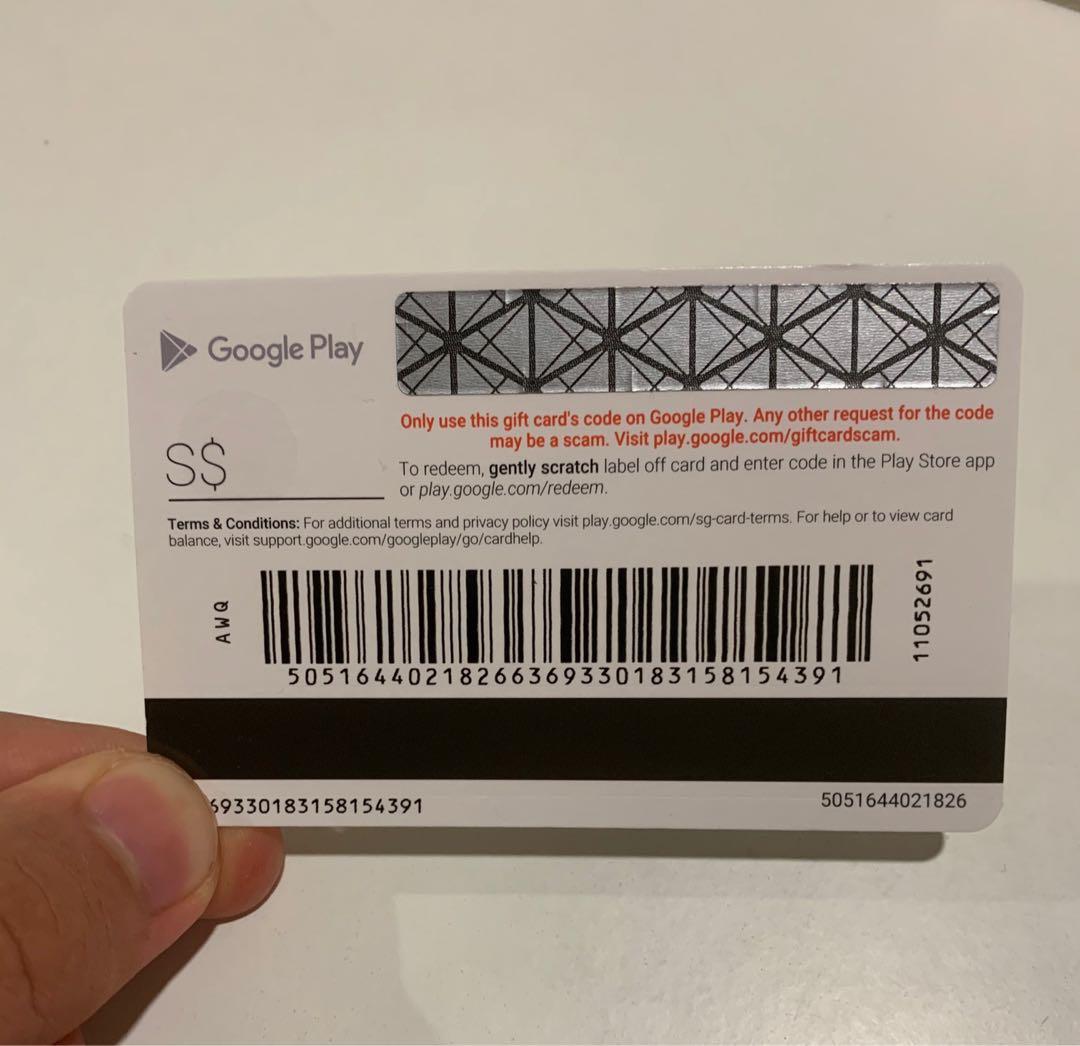 Google Play
S$
Only use this gift card's code on Google Play. Any other request for the code
may be a scam. Visit play.google.com/giftcardscam.
To redeem, gently scratch label off card and enter code in the Play Store app
or play.google.com/redeem.
Terms & Conditions: For additional terms and privacy policy visit play.google.com/sg-card-terms. For help or to view card
balance, visit support.google.com/googleplay/go/cardhelp.
AWQ
11052691
50516440218266369330183158154391
69330183158154391
5051644021826